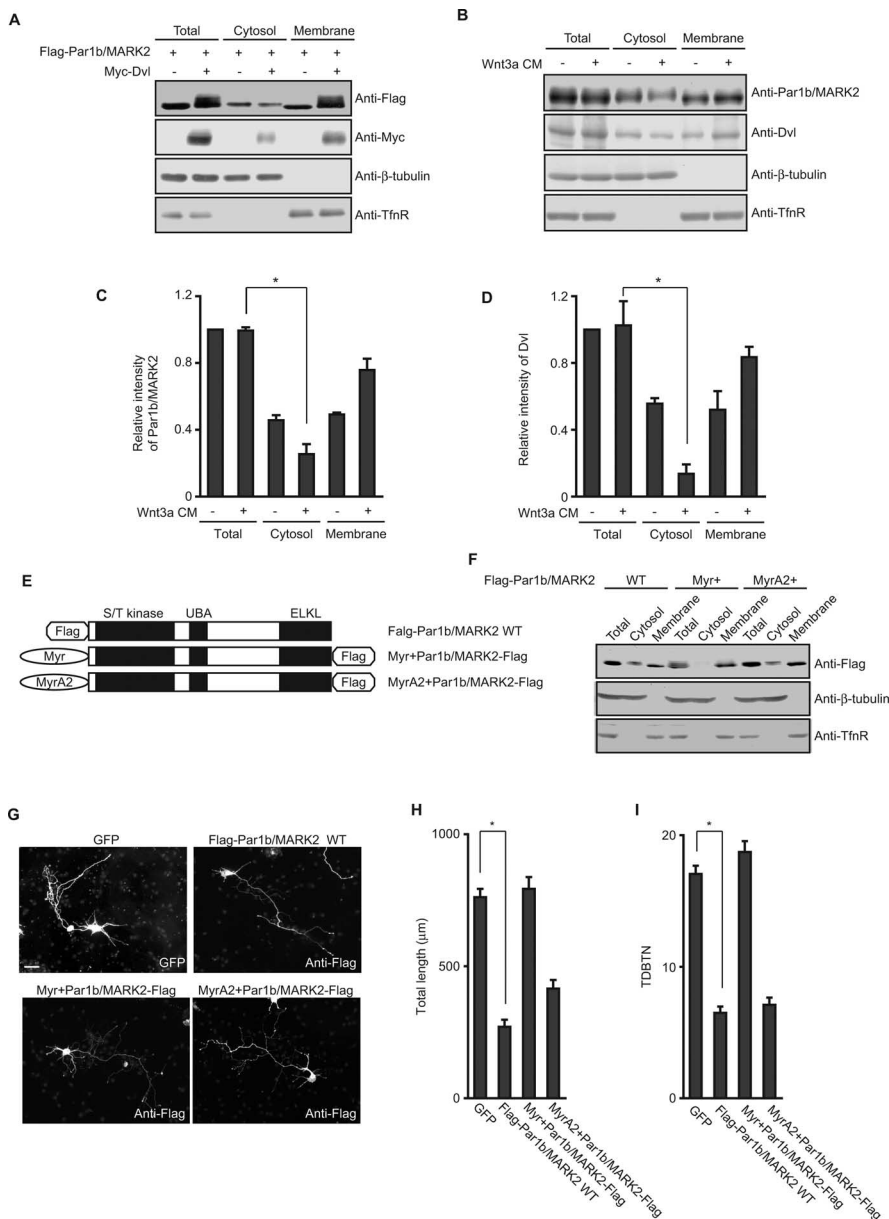 A
Total Cytosol Membrane
Flag-Par1b/MARK2 + + + + + +
Myc-Dvl - + - + - +
Anti-Flag
Anti-Myc
Anti-β-tubulin
Anti-TfnR
B
Total Cytosol Membrane
Wnt3a CM - + - + - +
Anti-Par1b/MARK2
Anti-Dvl
Anti-β-tubulin
Anti-TfnR
C
Relative intensity
of Par1b/MARK2
1.2
0.8
0.4
0
*
Wnt3a CM - + - + - +
Total Cytosol Membrane
D
Relative intensity of Dvl
1.2
0.8
0.4
0
*
Wnt3a CM - + - + - +
Total Cytosol Membrane
E
S/T kinase UBA ELKL
Flag Falg-Par1b/MARK2 WT
Myr Flag Myr+Par1b/MARK2-Flag
MyrA2 Flag MyrA2+Par1b/MARK2-Flag
F
Flag-Par1b/MARK2 WT Myr+ MyrA2+
Total Cytosol Membrane Total Cytosol Membrane Total Cytosol Membrane
Anti-Flag
Anti-β-tubulin
Anti-TfnR
G
GFP Flag-Par1b/MARK2 WT
GFP Anti-Flag
Myr+Par1b/MARK2-Flag MyrA2+Par1b/MARK2-Flag
Anti-Flag Anti-Flag
H
Total length (μm)
1000
500
0
*
GFP
Flag-Par1b/MARK2 WT
Myr+Par1b/MARK2-Flag
MyrA2+Par1b/MARK2-Flag
I
TDBTN
20
10
0
*
GFP
Flag-Par1b/MARK2 WT
Myr+Par1b/MARK2-Flag
MyrA2+Par1b/MARK2-Flag